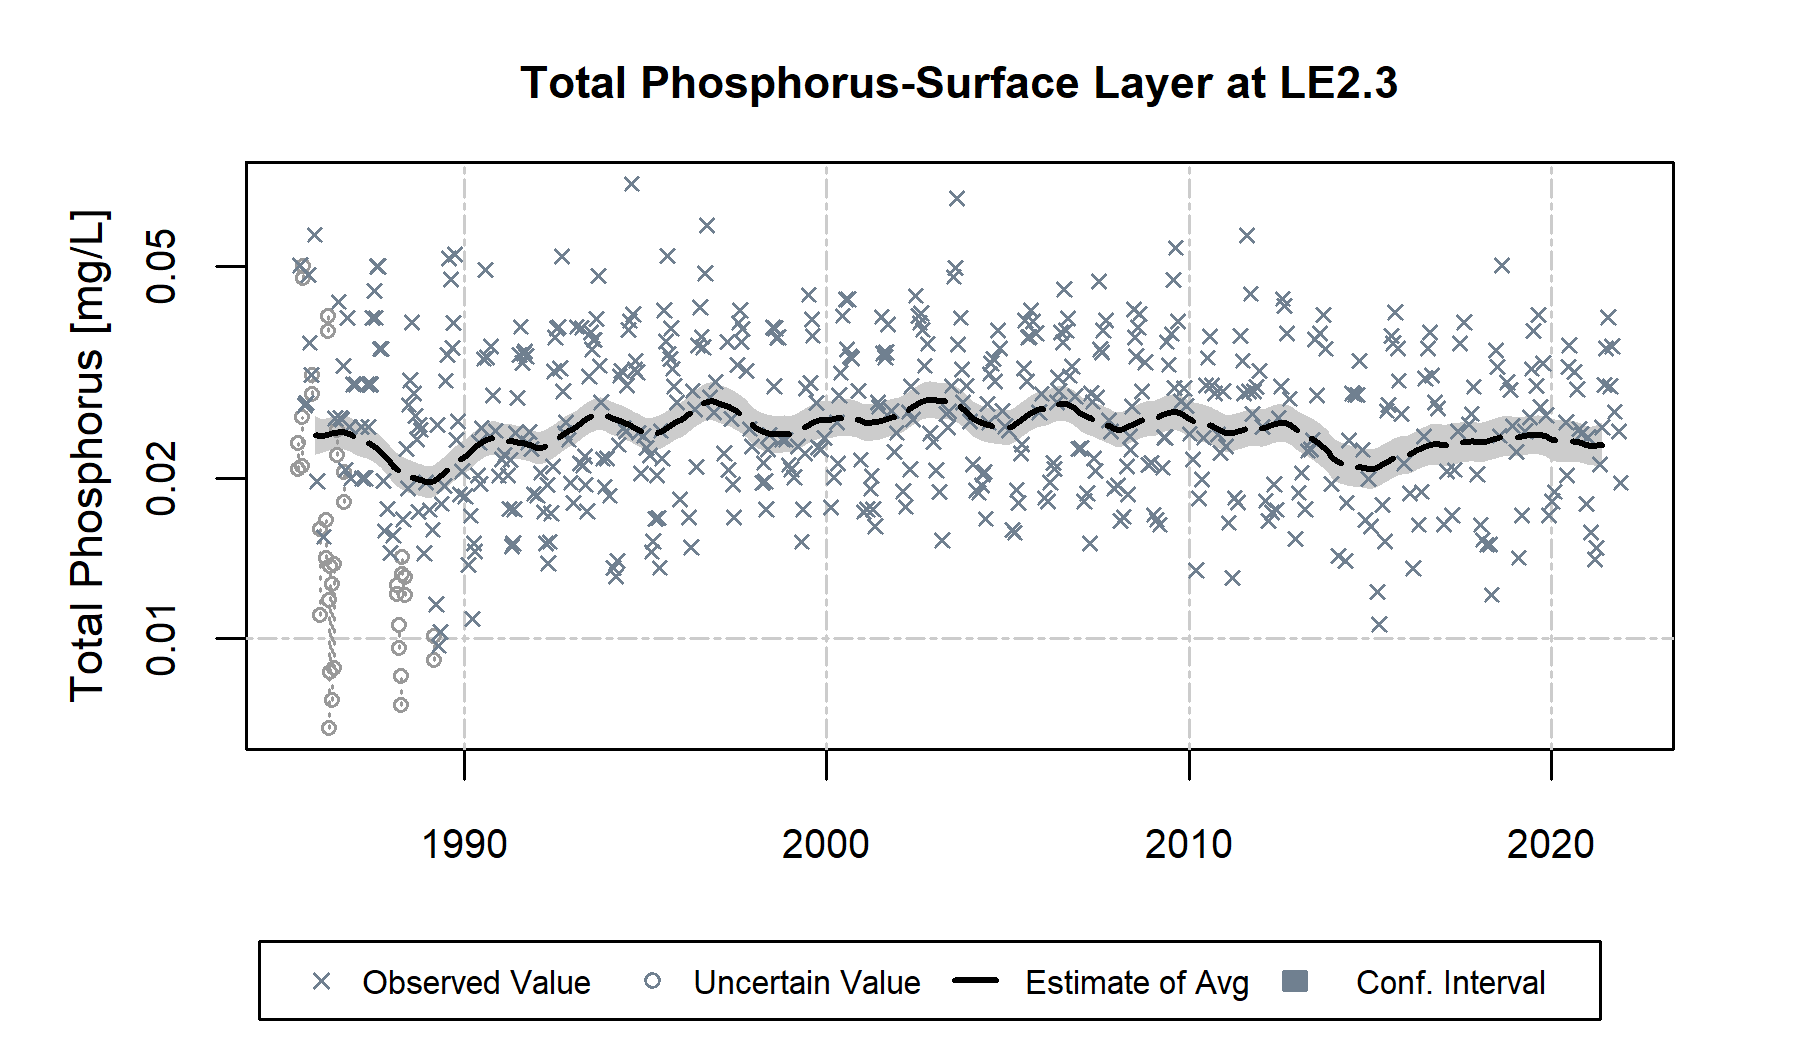 Total Phosphorus-Surface Layer at LE2.3
Total Phosphorus [mg/L]
0.05
0.02
0.01
1990 2000 2010 2020
Observed Value Uncertain Value Estimate of Avg Conf. Interval